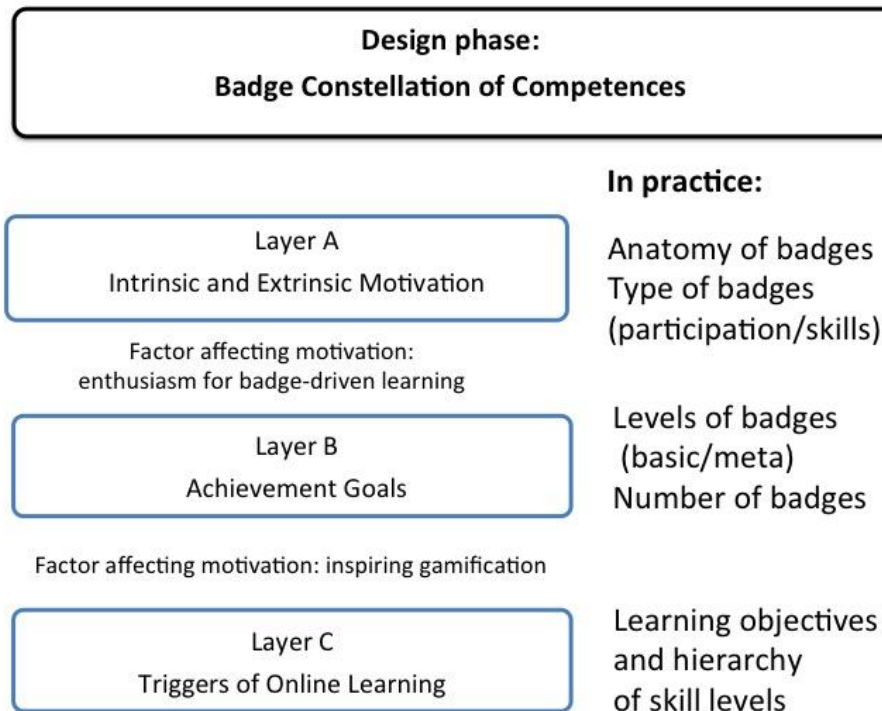 Design phase:
Badge Constellation of Competences
In practice:
Layer A
Intrinsic and Extrinsic Motivation
Anatomy of badges
Type of badges
(participation/skills)
Factor affecting motivation:
enthusiasm for badge-driven learning
Layer B
Achievement Goals
Levels of badges
(basic/meta)
Number of badges
Factor affecting motivation: inspiring gamification
Layer C
Triggers of Online Learning
Learning objectives
and hierarchy
of skill levels